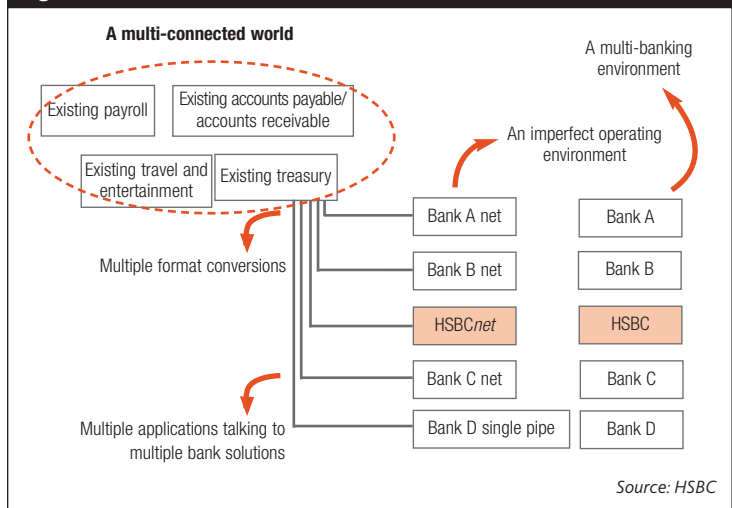 A multi-connected world
A multi-banking
environment
Existing payroll
Existing accounts payable/
accounts receivable
An imperfect operating
environment
Existing travel and
entertainment
Existing treasury
Bank A net
Bank A
Multiple format conversions
Bank B net
Bank B
HSBCnet
HSBC
Bank C net
Bank C
Multiple applications talking to
multiple bank solutions
Bank D single pipe
Bank D
Source: HSBC